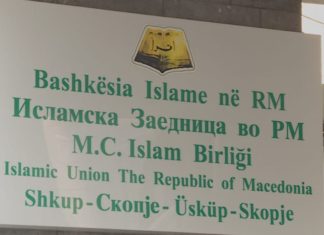 اقرأ
Bashkësia Islame në RM
Исламска Заедница во РМ
M.C. Islam Birliği
Islamic Union The Republic of Macedonia
Shkup-Скопје-Üsküp-Skopje